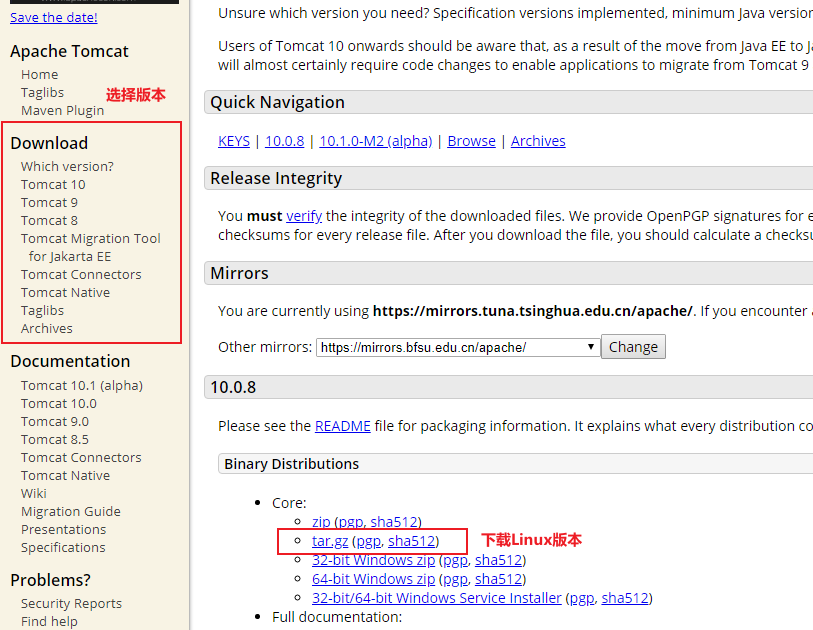 Save the date!
Apache Tomcat
Home
Taglibs
选择版本
Maven Plugin
Download
Which version?
Tomcat 10
Tomcat 9
Tomcat 8
Tomcat Migration Tool
for Jakarta EE
Tomcat Connectors
Tomcat Native
Taglibs
Archives
Documentation
Tomcat 10.1 (alpha)
Tomcat 10.0
Tomcat 9.0
Tomcat 8.5
Tomcat Connectors
Tomcat Native
Wiki
Migration Guide
Presentations
Specifications
Problems?
Security Reports
Find help
Unsure which version you need? Specification versions implemented, minimum Java version
Users of Tomcat 10 onwards should be aware that, as a result of the move from Java EE to
will almost certainly require code changes to enable applications to migrate from Tomcat 9
Quick Navigation
KEYS | 10.0.8 | 10.1.0-M2 (alpha) | Browse | Archives
Release Integrity
You must verify the integrity of the downloaded files. We provide OpenPGP signatures for
checksums for every release file. After you download the file, you should calculate a
Mirrors
You are currently using https://mirrors.tuna.tsinghua.edu.cn/apache/. If you encounter
Other mirrors: https://mirrors.bfsu.edu.cn/apache/ Change
10.0.8
Please see the README file for packaging information. It explains what every distribution
Binary Distributions
• Core:
zip (pgp, sha512)
tar.gz (pgp, sha512) 下载Linux版本
32-bit Windows zip (pgp, sha512)
64-bit Windows zip (pgp, sha512)
32-bit/64-bit Windows Service Installer (pgp, sha512)
• Full documentation: